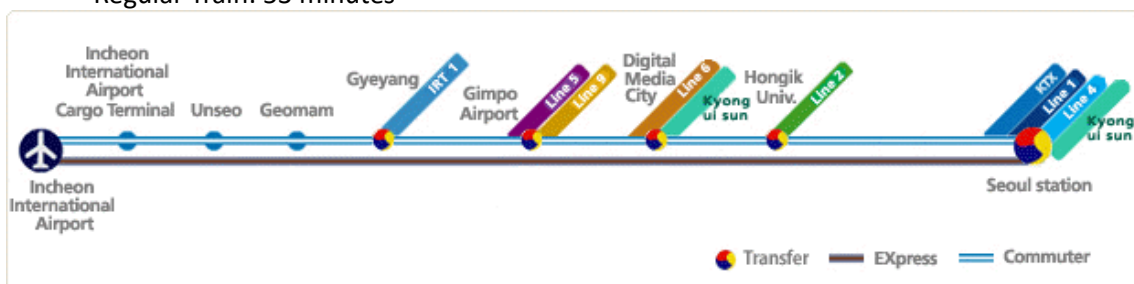 Regular Train: 53 minutes
Incheon
International
Airport
Cargo Terminal
Unseo
Geomam
Gyeyang
IRT 1
Gimpo
Airport
Line 5
Line 9
Digital
Media
City
Line 6
Kyong
ui sun
Hongik
Univ.
Line 2
KTX
Line 1
Line 4
Kyong
ui sun
Incheon
International
Airport
Seoul station
Transfer
EXpress
Commuter